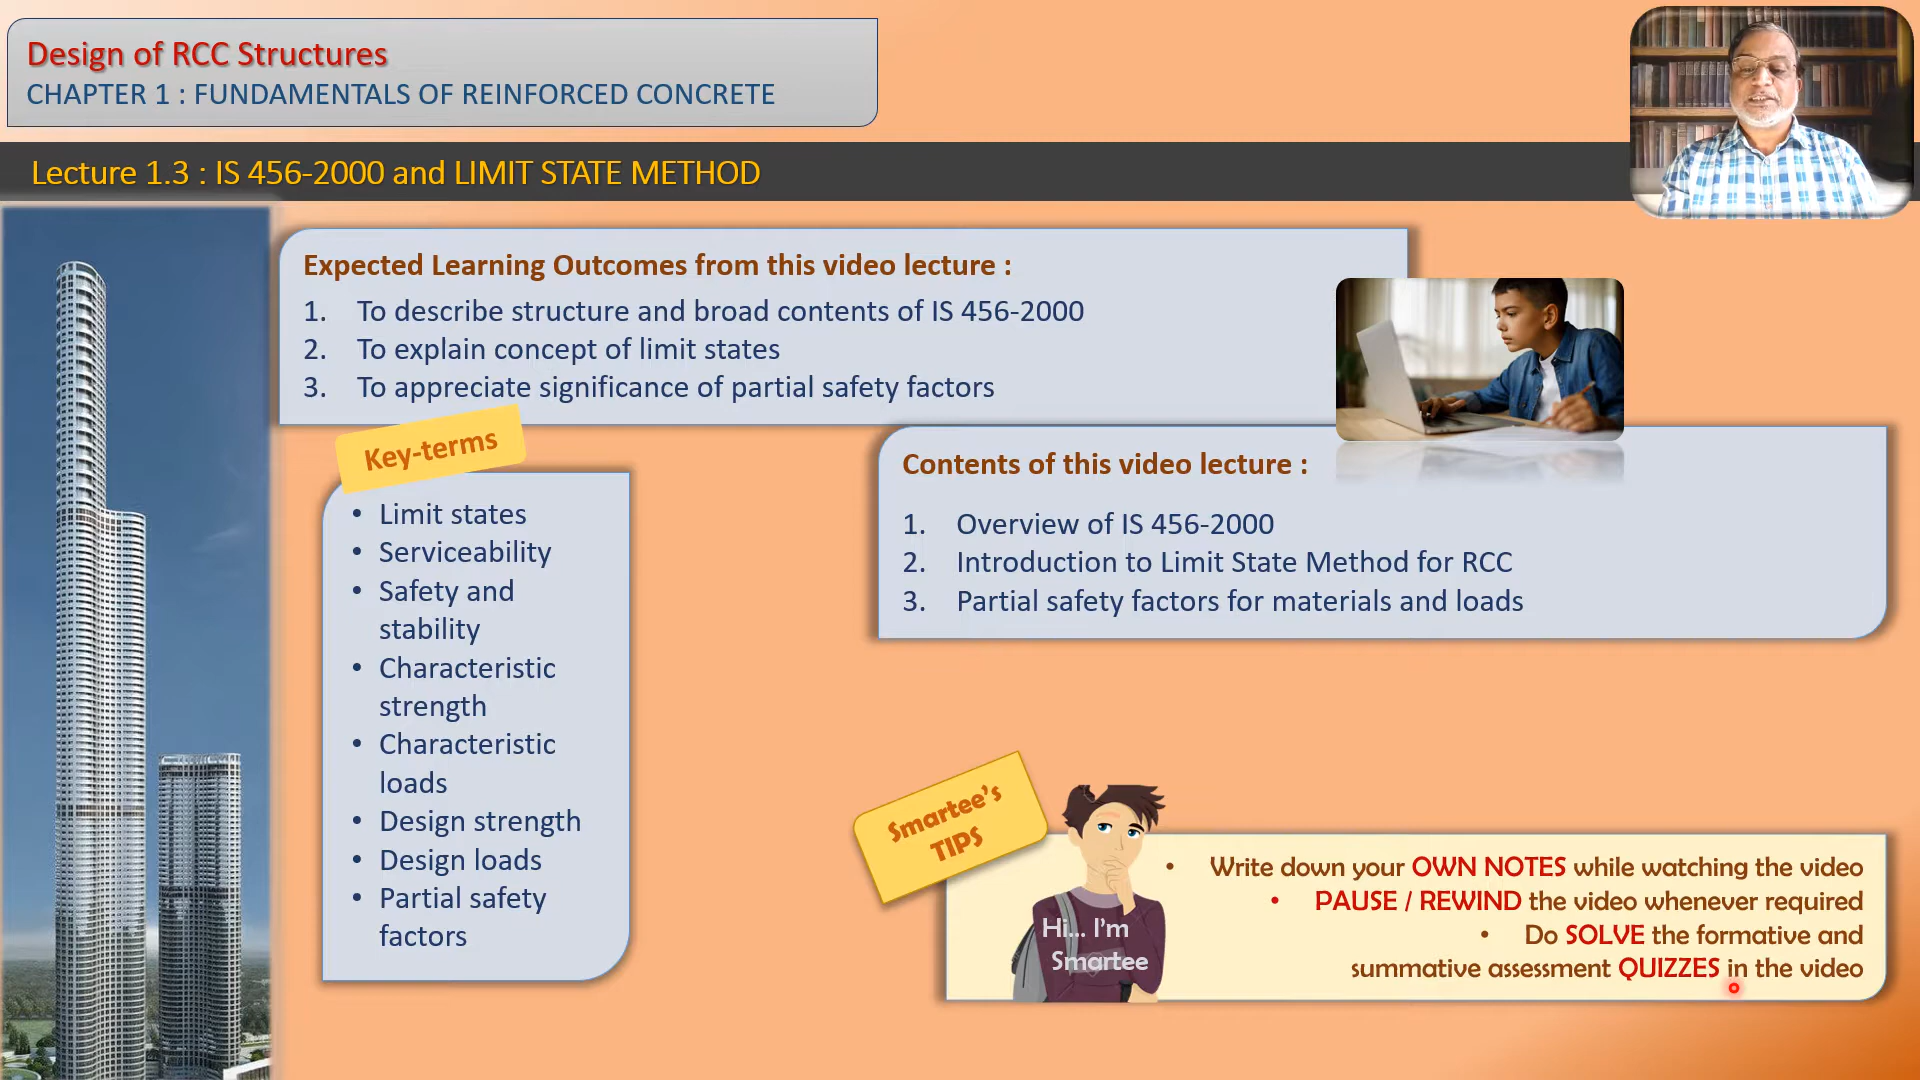 Design of RCC Structures
CHAPTER 1 : FUNDAMENTALS OF REINFORCED CONCRETE
Lecture 1.3 : IS 456-2000 and LIMIT STATE METHOD
Expected Learning Outcomes from this video lecture :
1. To describe structure and broad contents of IS 456-2000
2. To explain concept of limit states
3. To appreciate significance of partial safety factors
Key-terms
• Limit states
• Serviceability
• Safety and
stability
• Characteristic
strength
• Characteristic
loads
• Design strength
• Design loads
• Partial safety
factors
Contents of this video lecture :
1. Overview of IS 456-2000
2. Introduction to Limit State Method for RCC
3. Partial safety factors for materials and loads
Smartee's
TIPS
Hi... I'm
Smartee
• Write down your OWN NOTES while watching the video
• PAUSE / REWIND the video whenever required
• Do SOLVE the formative and
summative assessment QUIZZES in the video